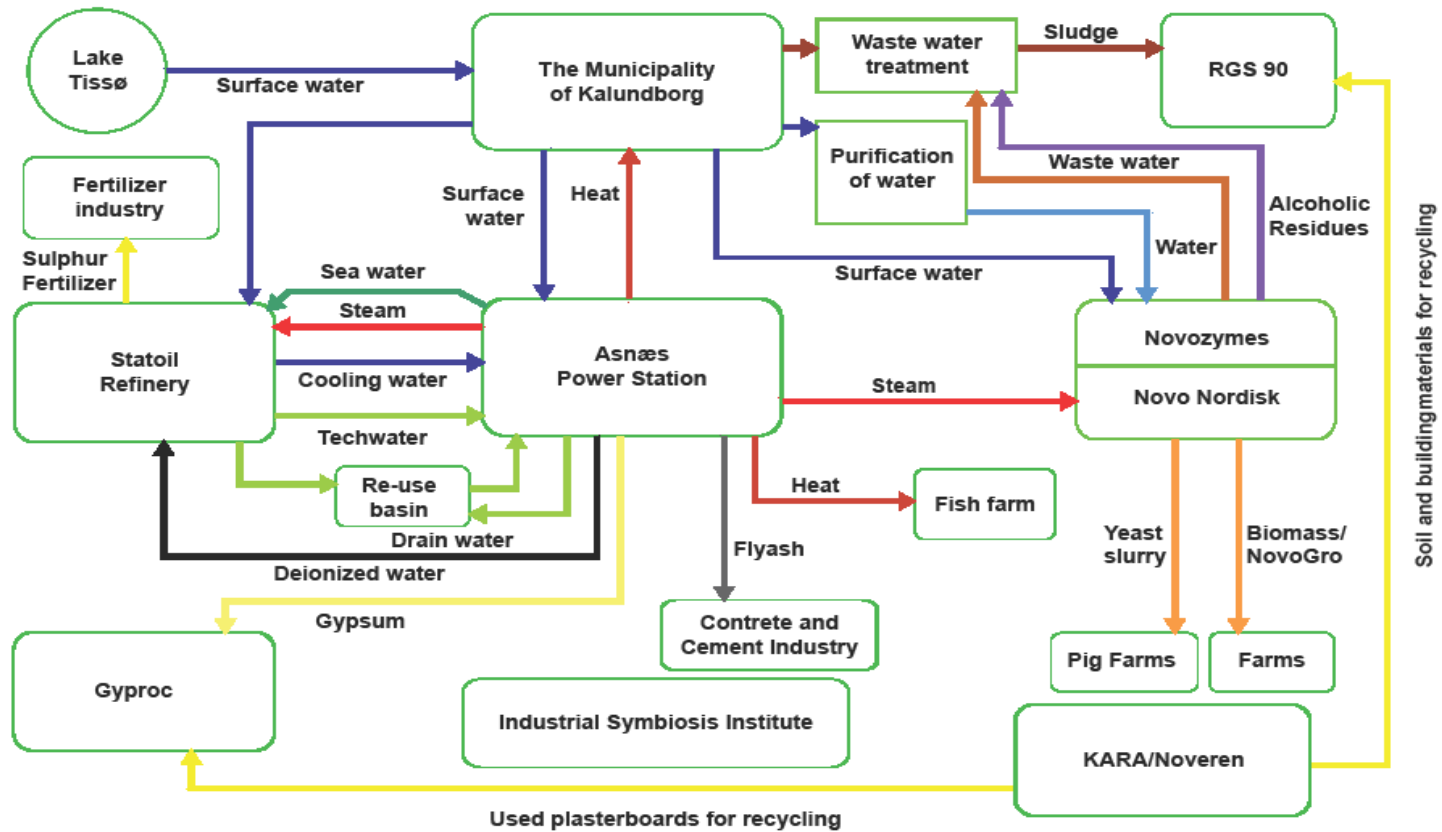 Lake
Tissø
Surface water
The Municipality
of Kalundborg
Waste water
treatment
Sludge
RGS 90
Purification
of water
Waste water
Alcoholic
Residues
Water
Surface water
Fertilizer
industry
Sulphur
Fertilizer
Surface
water
Heat
Sea water
Steam
Statoil
Refinery
Cooling water
Techwater
Asnæs
Power Station
Steam
Novozymes
Novo Nordisk
Re-use
basin
Drain water
Deionized water
Gypsum
Flyash
Heat
Fish farm
Yeast
slurry
Biomass/
NovoGro
Soil and buildingmaterials for recycling
Contrete and
Cement Industry
Pig Farms
Farms
Gyproc
Industrial Symbiosis Institute
KARA/Noveren
Used plasterboards for recycling